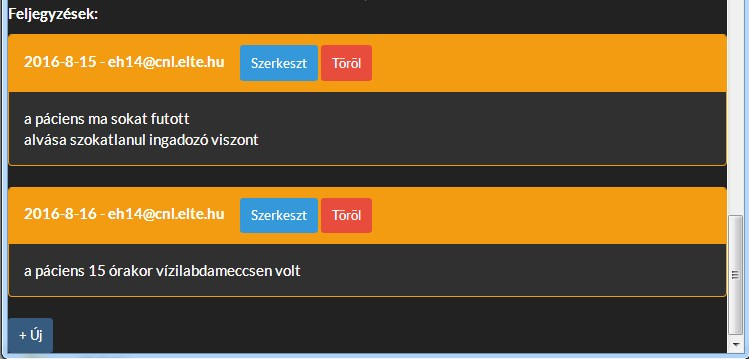 Feljegyzések:
2016-8-15 - eh14@cnl.elte.hu Szerkeszt Töröl
a páciens ma sokat futott
alvása szokatlanul ingadozó viszont
2016-8-16 - eh14@cnl.elte.hu Szerkeszt Töröl
a páciens 15 órakor vízilabdameccsen volt
+ Új